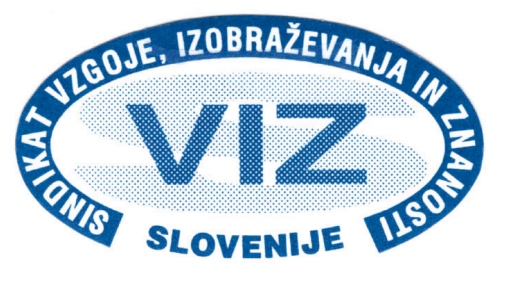 SINDIKAT VZGOJE, IZOBRAŽEVANJA IN ZNANOSTI
VIZ
SLOVENIJE